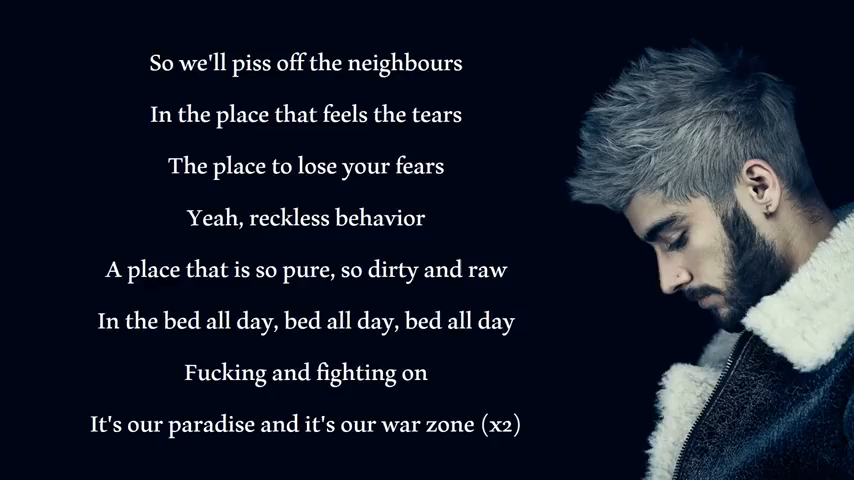 So we'll piss off the neighbours
In the place that feels the tears
The place to lose your fears
Yeah, reckless behavior
A place that is so pure, so dirty and raw
In the bed all day, bed all day, bed all day
Fucking and fighting on
It's our paradise and it's our war zone (x2)